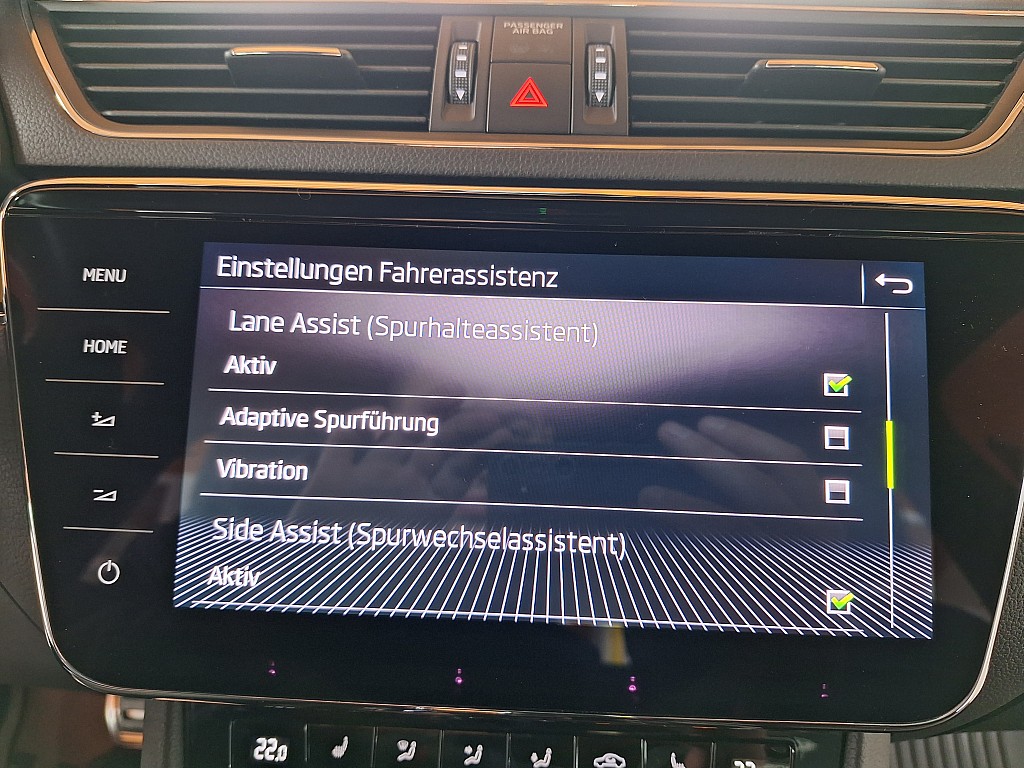 PASSENGER
AIR BAG
MENU
HOME
Einstellungen Fahrerassistenz
Lane Assist (Spurhalteassistent)
Aktiv
Adaptive Spurführung
Vibration
Side Assist (Spurwechselassistent)
Aktiv
22.0